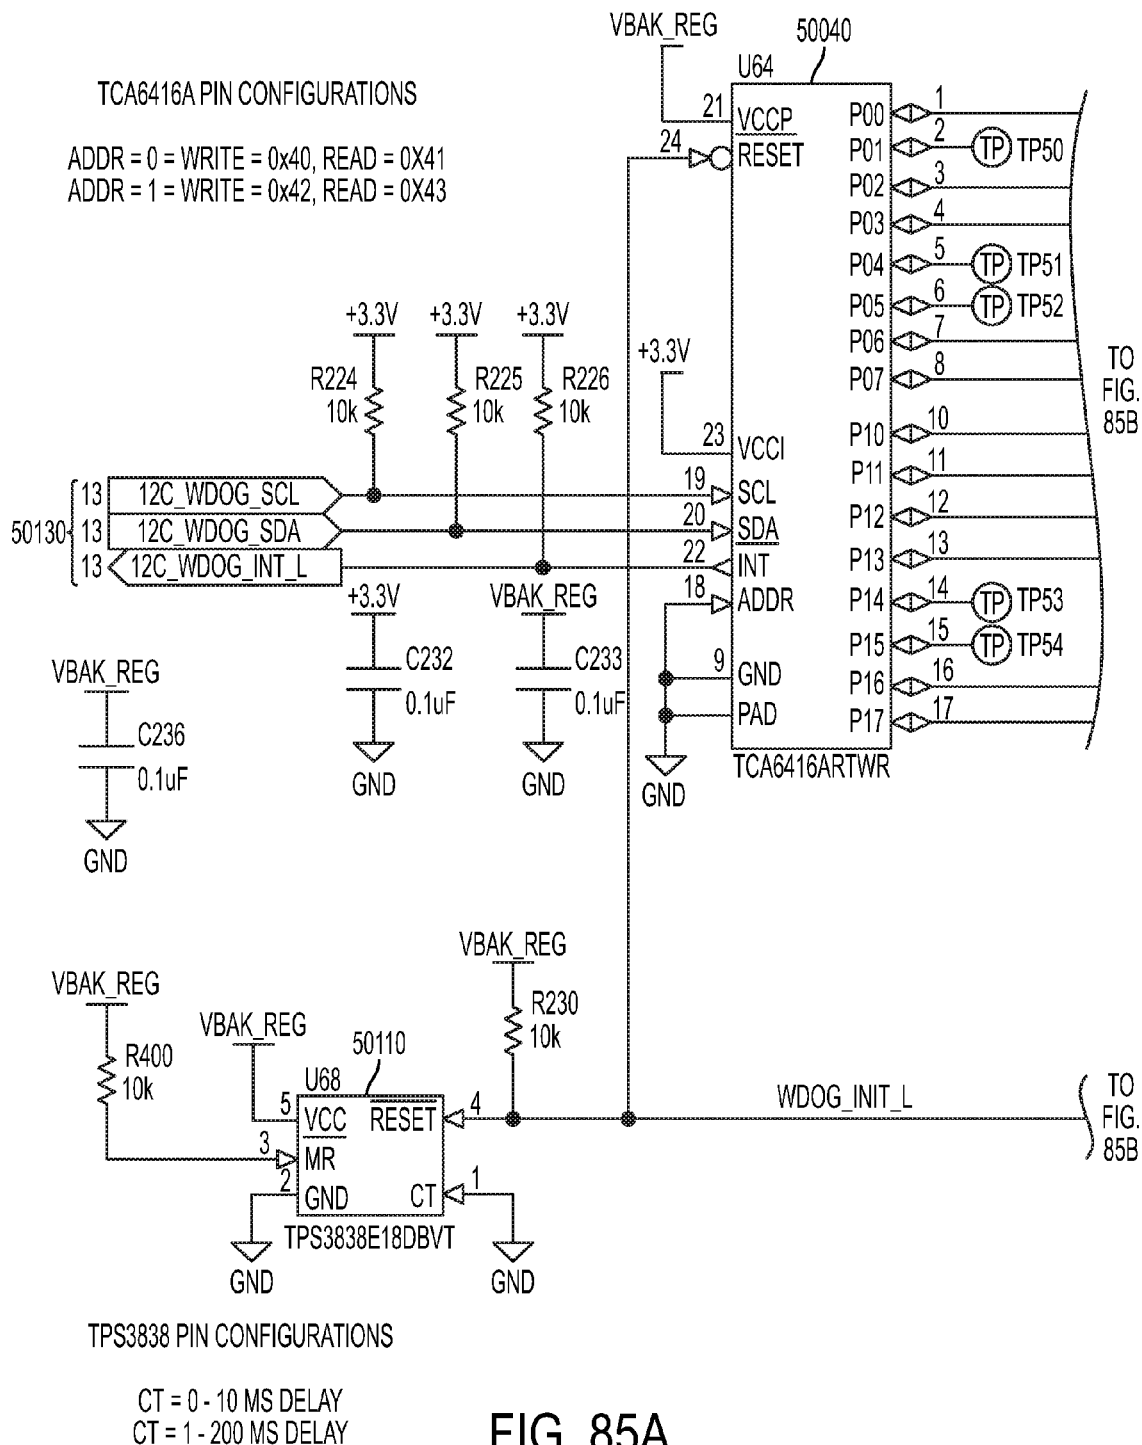 VBAK_REG
50040
U64
TCA6416A PIN CONFIGURATIONS
ADDR = 0 = WRITE = 0x40, READ = 0X41
ADDR = 1 = WRITE = 0x42, READ = 0X43
21
VCCP
24
RESET
P00
1
P01
2
TP
TP50
P02
3
P03
4
P04
5
TP
TP51
P05
6
TP
TP52
P06
7
P07
8
TO
FIG.
85B
+3.3V
+3.3V
+3.3V
+3.3V
R224
10k
R225
10k
R226
10k
23
VCCI
P10
10
P11
11
P12
12
P13
13
P14
14
TP
TP53
P15
15
TP
TP54
P16
16
P17
17
50130
13
12C_WDOG_SCL
19
SCL
13
12C_WDOG_SDA
20
SDA
13
12C_WDOG_INT_L
22
INT
18
ADDR
9
GND
PAD
TCA6416ARTWR
GND
+3.3V
C232
0.1uF
GND
VBAK_REG
C233
0.1uF
GND
VBAK_REG
C236
0.1uF
GND
VBAK_REG
R400
10k
VBAK_REG
VBAK_REG
R230
10k
50110
U68
5
VCC
RESET
4
3
MR
2
GND
CT
1
TPS3838E18DBVT
GND
GND
WDOG_INIT_L
TO
FIG.
85B
TPS3838 PIN CONFIGURATIONS
CT = 0 - 10 MS DELAY
CT = 1 - 200 MS DELAY
FIG. 85A